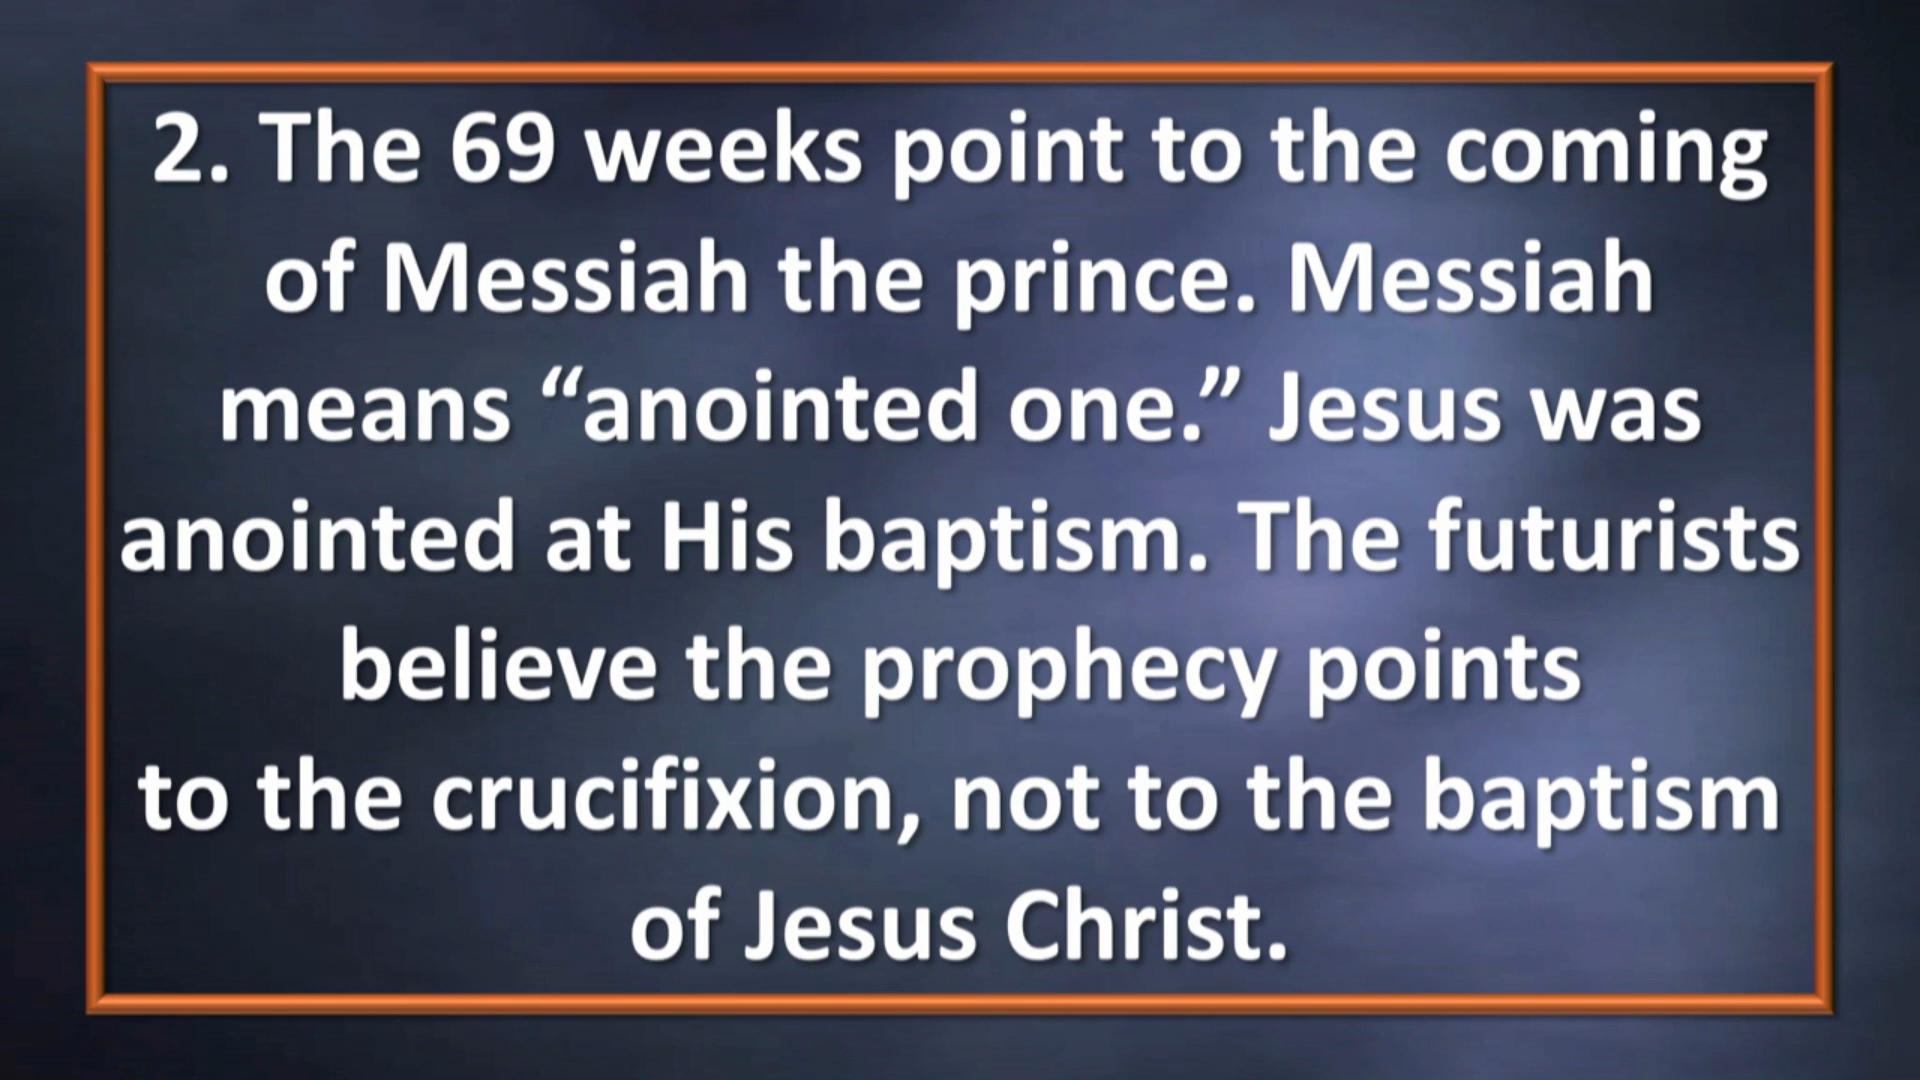 2. The 69 weeks point to the coming
of Messiah the prince. Messiah
means “anointed one.” Jesus was
anointed at His baptism. The futurists
believe the prophecy points
to the crucifixion, not to the baptism
of Jesus Christ.